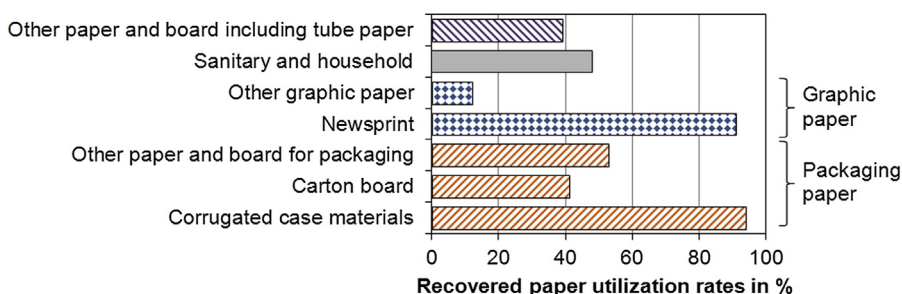 Other paper and board including tube paper
Sanitary and household
Other graphic paper
Newsprint
Graphic
paper
Other paper and board for packaging
Carton board
Corrugated case materials
Packaging
paper
0 20 40 60 80 100
Recovered paper utilization rates in %